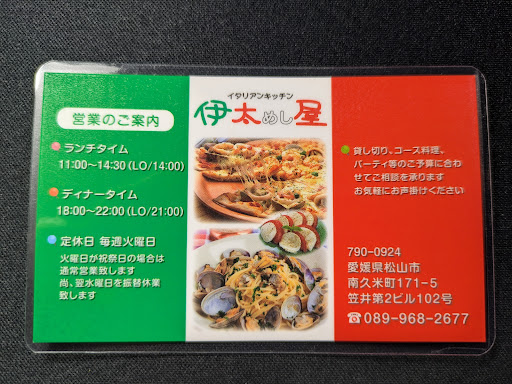 営業のご案内
ランチタイム
11:00〜14:30(LO/14:00)
ディナータイム
18:00〜22:00(LO/21:00)
定休日 毎週火曜日
火曜日が祝祭日の場合は
通常営業致します
尚、翌水曜日を振替休業
致します
イタリアンキッチン
伊太めし屋
貸し切り、コース料理、
パーティ等のご予算に合わ
せてご相談を承ります
お気軽にお声掛けください
790-0924
愛媛県松山市
南久米町171-5
笠井第2ビル102号
☎089-968-2677